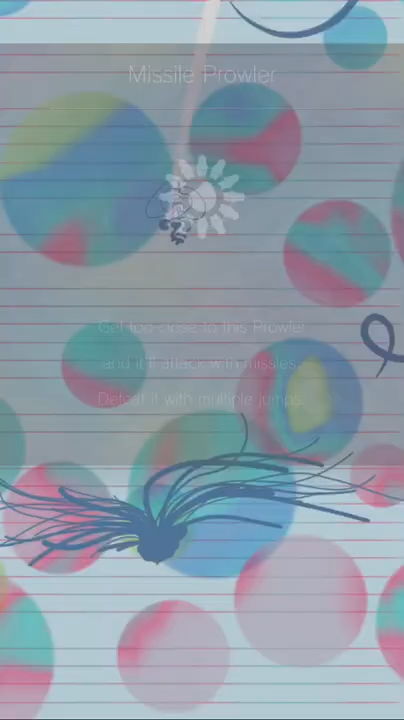 Missile Prowler
Get too close to this Prowler
and it'll attack with missiles.
Defeat it with multiple jumps.